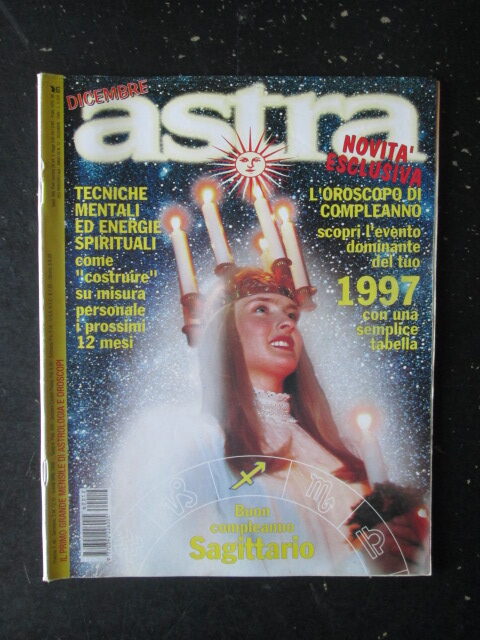 DICEMBRE
astra
NOVITA'
ESCLUSIVA
TECNICHE
MENTALI
ED ENERGIE
SPIRITUALI
come
"costruire"
su misura
personale
i prossimi
12 mesi
L'OROSCOPO DI
COMPLEANNO
scopri l'evento
dominante
del tuo
1997
con una
semplice
tabella
Buon
compleanno
Sagittario
IL PRIMO GRANDE MENSILE DI ASTROLOGIA E OROSCOPI